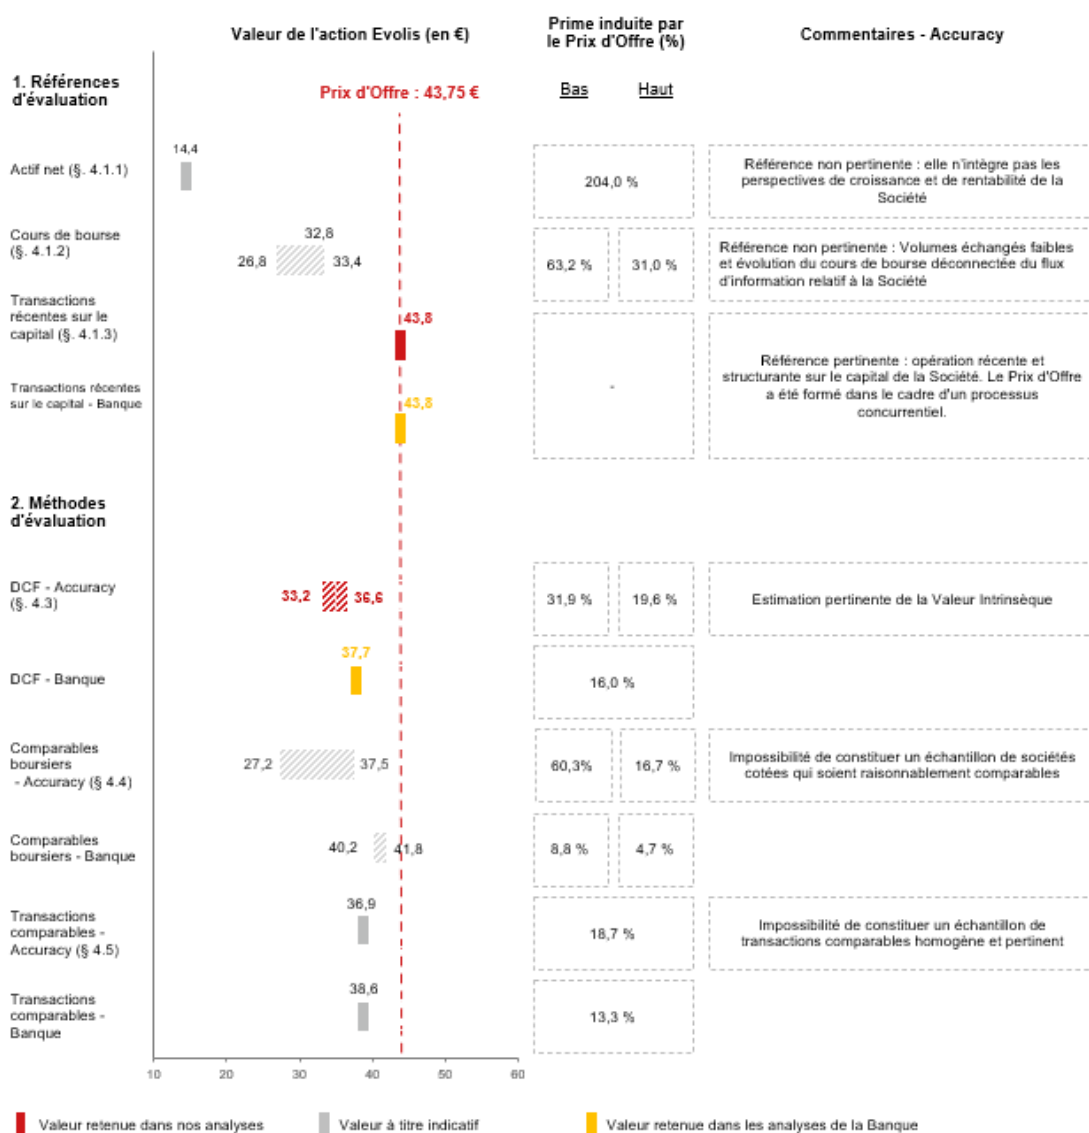 Valeur de l'action Evolis (en €)
Prime induite par
le Prix d'Offre (%)
Commentaires - Accuracy
1. Références
d'évaluation
Prix d'Offre : 43,75 €
Bas
Haut
Actif net (§. 4.1.1)
14,4
204,0 %
Référence non pertinente : elle n'intègre pas les
perspectives de croissance et de rentabilité de la
Société
Cours de bourse
(§. 4.1.2)
32,8
26,8
33,4
63,2 %
31,0 %
Référence non pertinente : Volumes échangés faibles
et évolution du cours de bourse déconnectée du flux
d'information relatif à la Société
Transactions
récentes sur le
capital (§. 4.1.3)
43,8
Transactions récentes
sur le capital - Banque
43,8
-
Référence pertinente : opération récente et
structurante sur le capital de la Société. Le Prix d'Offre
a été formé dans le cadre d'un processus
concurrentiel.
2. Méthodes
d'évaluation
DCF - Accuracy
(§. 4.3)
33,2
36,6
31,9 %
19,6 %
Estimation pertinente de la Valeur Intrinsèque
DCF - Banque
37,7
16,0 %
Comparables
boursiers
- Accuracy (§ 4.4)
27,2
37,5
60,3%
16,7 %
Impossibilité de constituer un échantillon de sociétés
cotées qui soient raisonnablement comparables
Comparables
boursiers - Banque
40,2
41,8
8,8 %
4,7 %
Transactions
comparables -
Accuracy (§ 4.5)
36,9
18,7 %
Impossibilité de constituer un échantillon de
transactions comparables homogène et pertinent
Transactions
comparables -
Banque
38,6
13,3 %
10
20
30
40
50
60
Valeur retenue dans nos analyses
Valeur à titre indicatif
Valeur retenue dans les analyses de la Banque